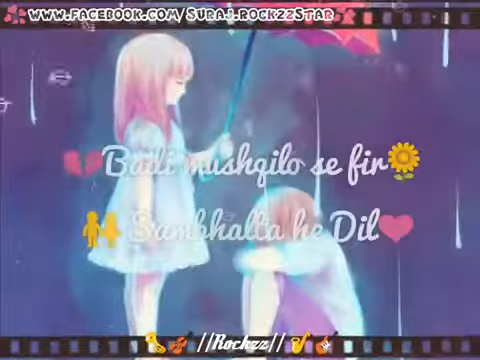 www.facebook.com/Suraj.rockzzStar
💔Badi mushqilo se fir🌻
👫 Sambhalta he Dil❤
🎷🎻 //Rockzz// 🎷🎻